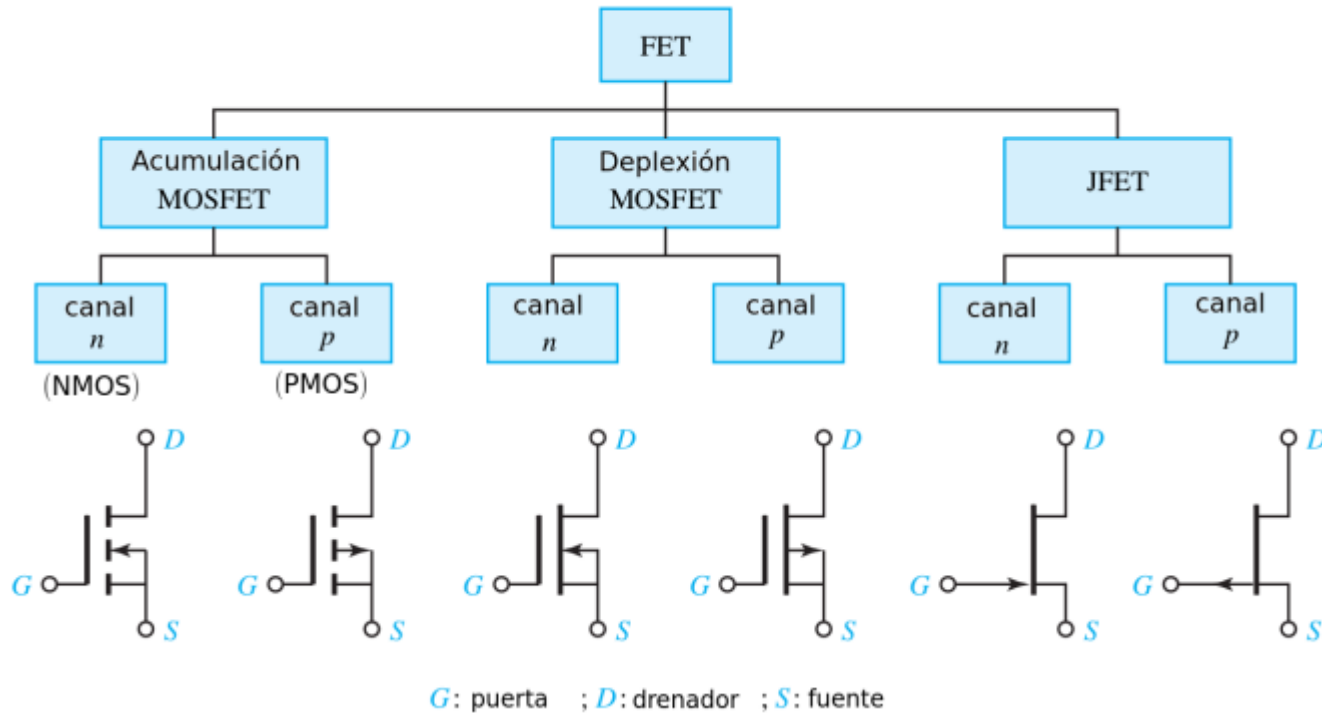 FET
Acumulación
MOSFET
Deplexión
MOSFET
JFET
canal
n
(NMOS)
canal
p
(PMOS)
canal
n
canal
p
canal
n
canal
p
D
G
S
D
G
S
D
G
S
D
G
S
D
G
S
D
G
S
G: puerta ; D: drenador ; S: fuente